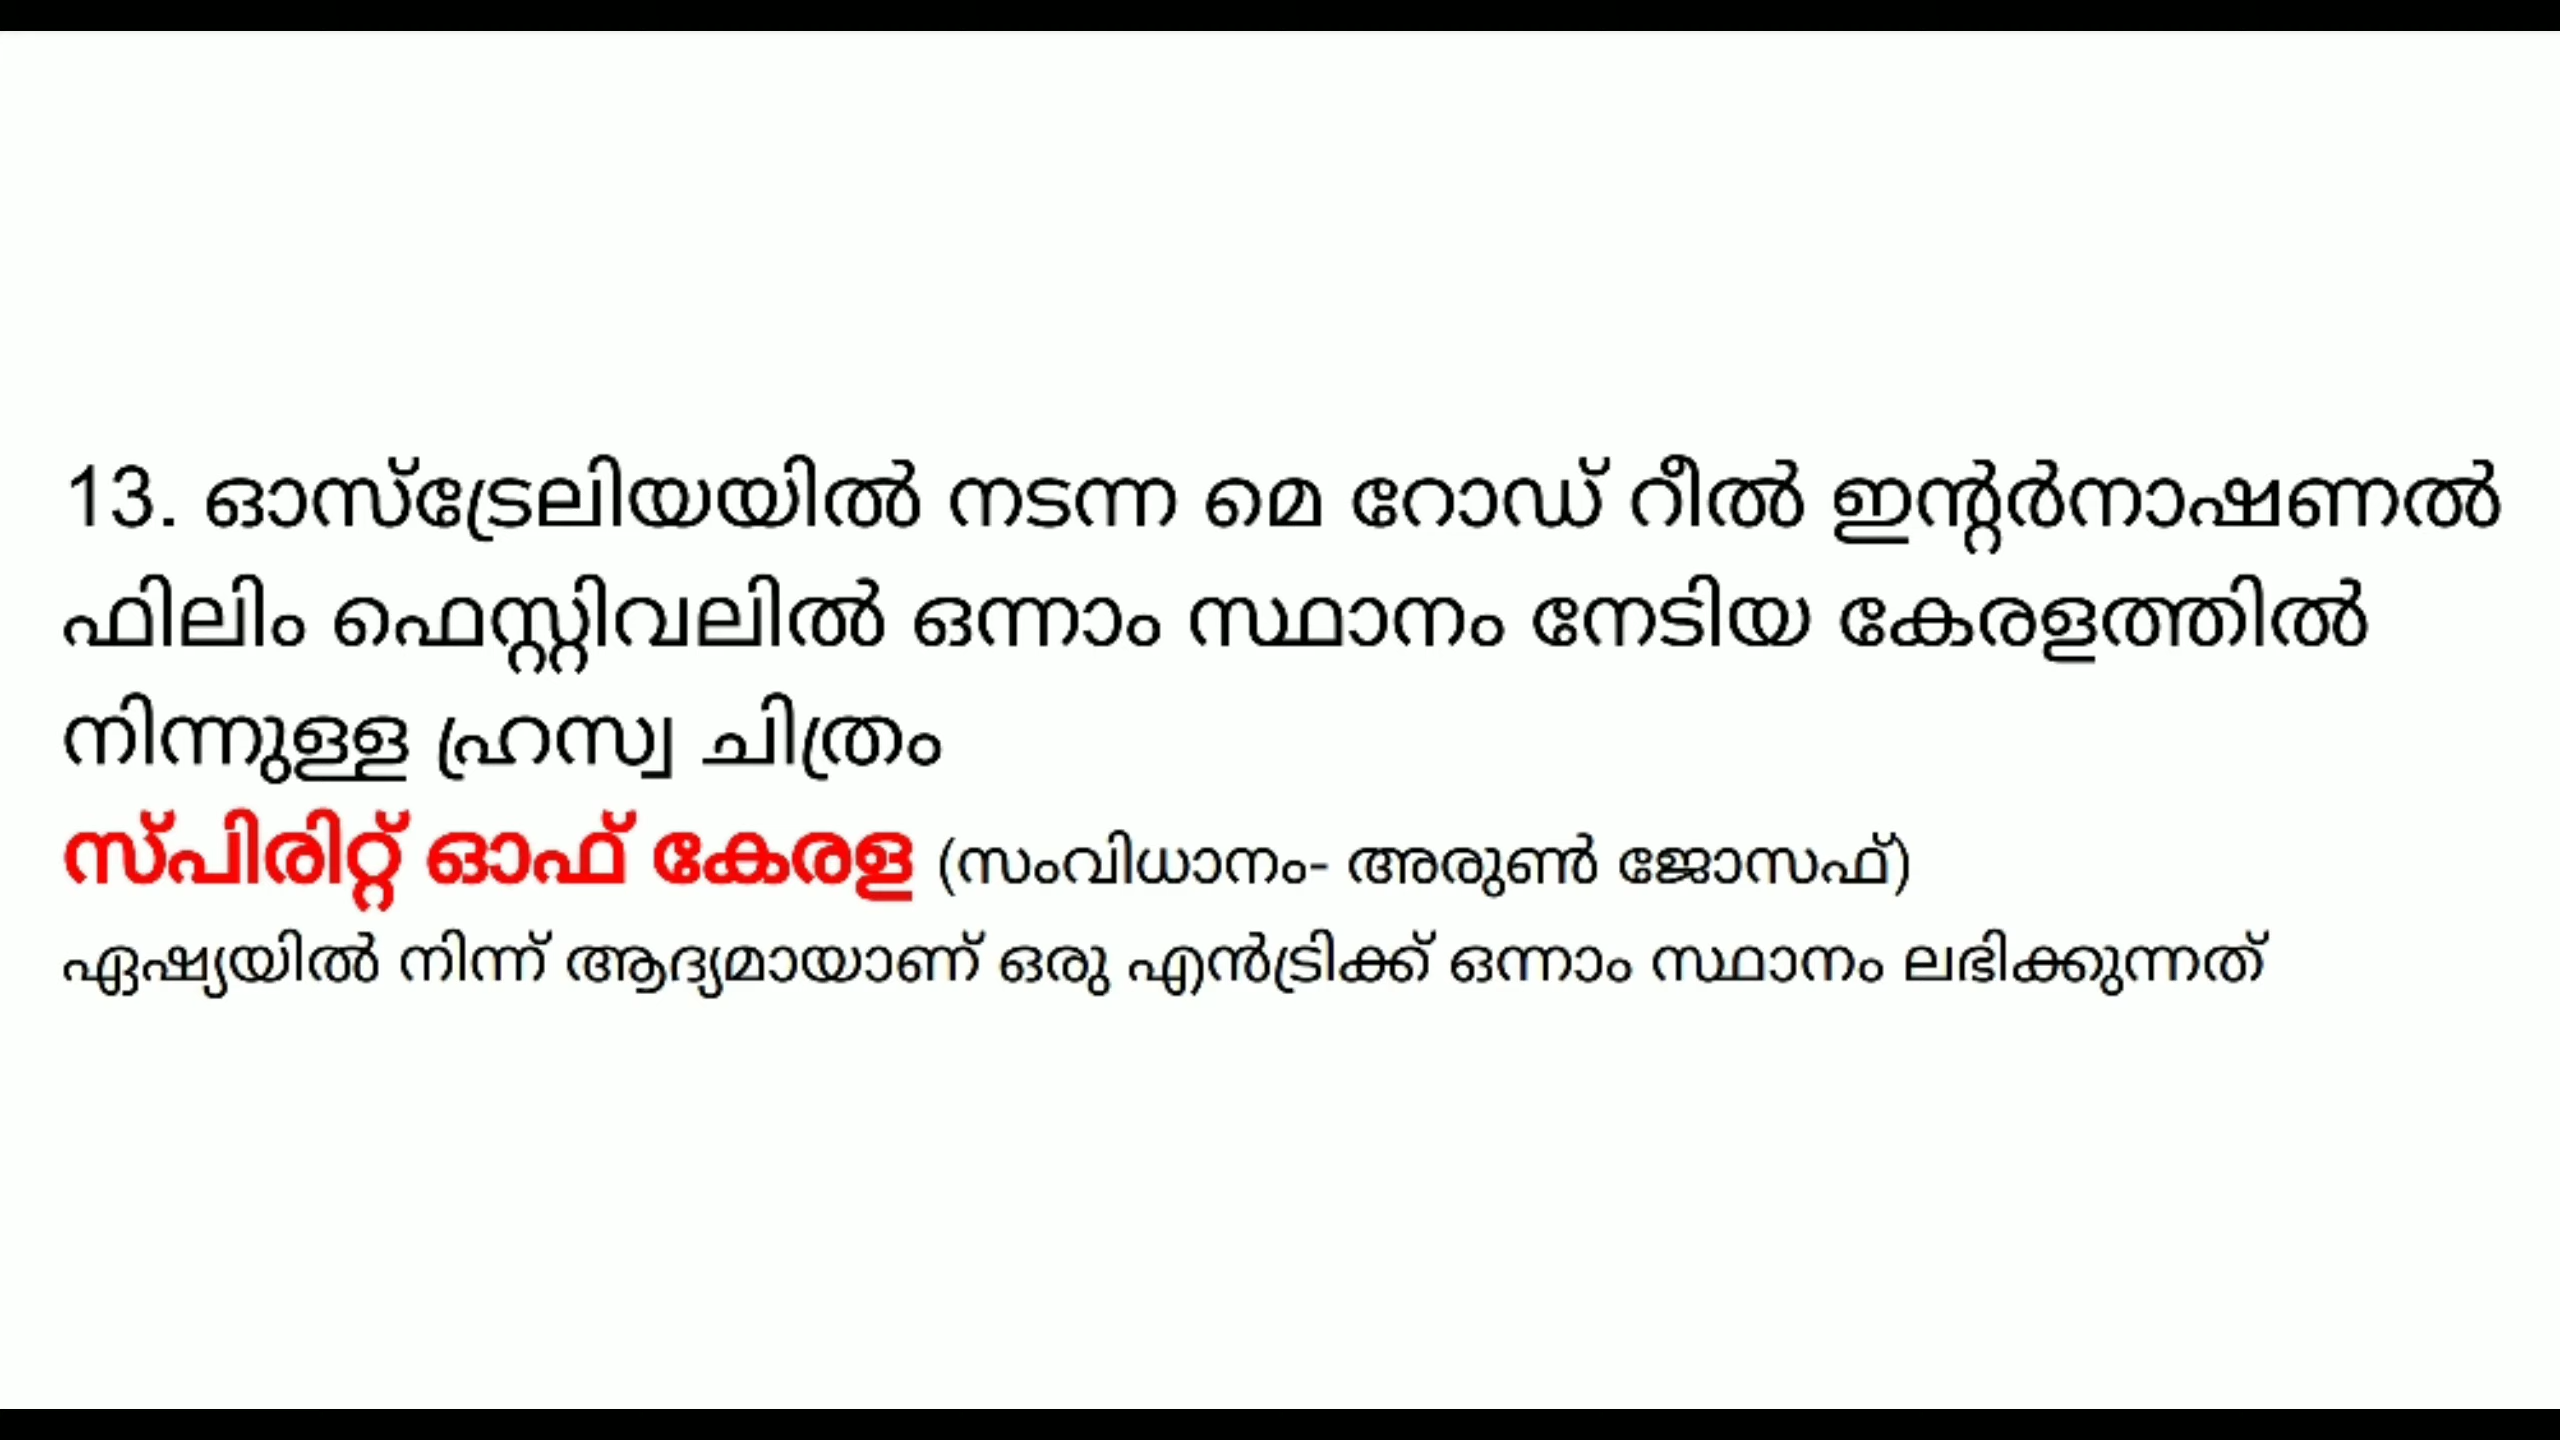 13. ഓസ്ട്രേലിയയിൽ നടന്ന മെ റോഡ് റീൽ ഇന്റർനാഷണൽ
ഫിലിം ഫെസ്റ്റിവലിൽ ഒന്നാം സ്ഥാനം നേടിയ കേരളത്തിൽ
നിന്നുള്ള ഹ്രസ്വ ചിത്രം
സ്പിരിറ്റ് ഓഫ് കേരള (സംവിധാനം- അരുൺ ജോസഫ്)
ഏഷ്യയിൽ നിന്ന് ആദ്യമായാണ് ഒരു എൻട്രിക്ക് ഒന്നാം സ്ഥാനം ലഭിക്കുന്നത്